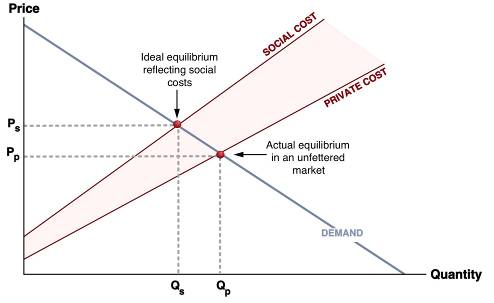 Price
SOCIAL COST
Ideal equilibrium
reflecting social
costs
PRIVATE COST
Ps
Actual equilibrium
in an unfettered
market
Pp
DEMAND
Quantity
Qs
Qp